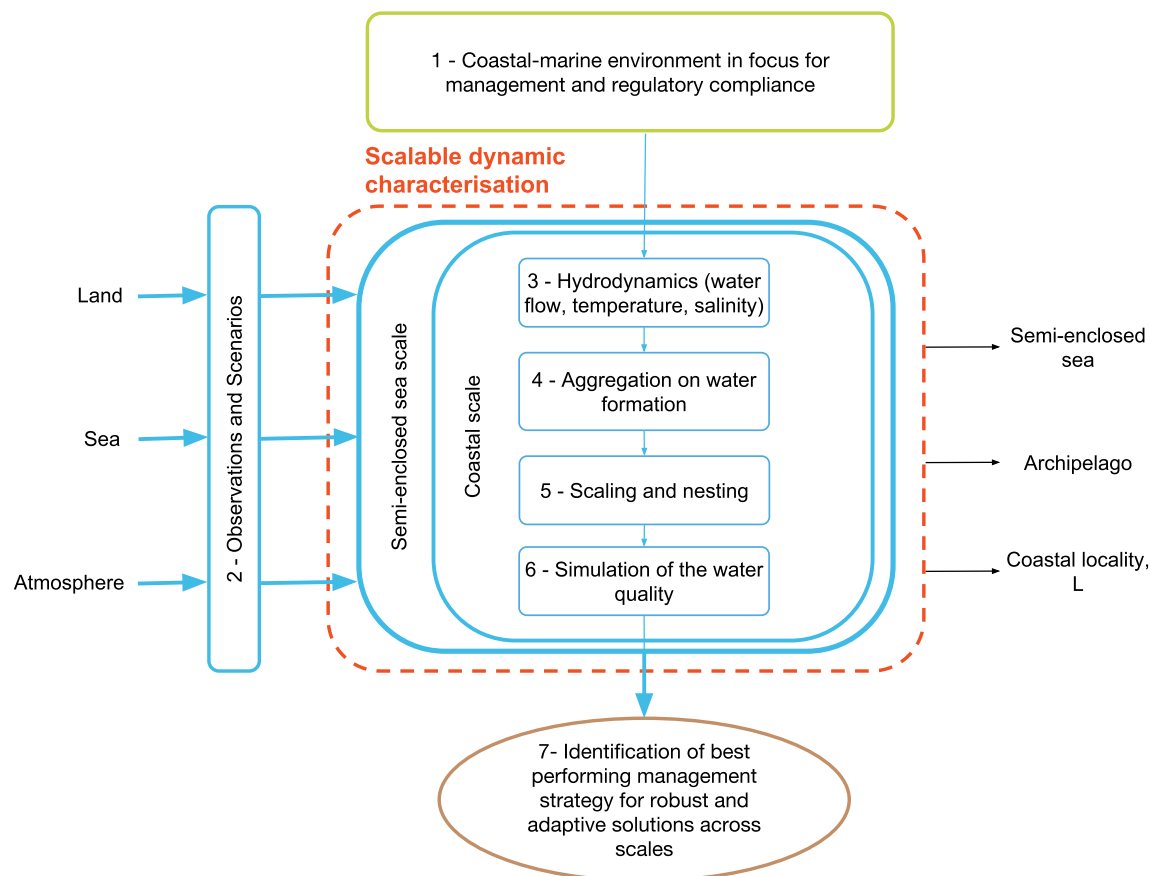 1 - Coastal-marine environment in focus for
management and regulatory compliance
Scalable dynamic
characterisation
Land
Sea
Atmosphere
2 - Observations and Scenarios
Semi-enclosed sea scale
Coastal scale
3 - Hydrodynamics (water
flow, temperature, salinity)
4 - Aggregation on water
formation
5 - Scaling and nesting
6 - Simulation of the water
quality
Semi-enclosed
sea
Archipelago
Coastal locality,
L
7- Identification of best
performing management
strategy for robust and
adaptive solutions across
scales